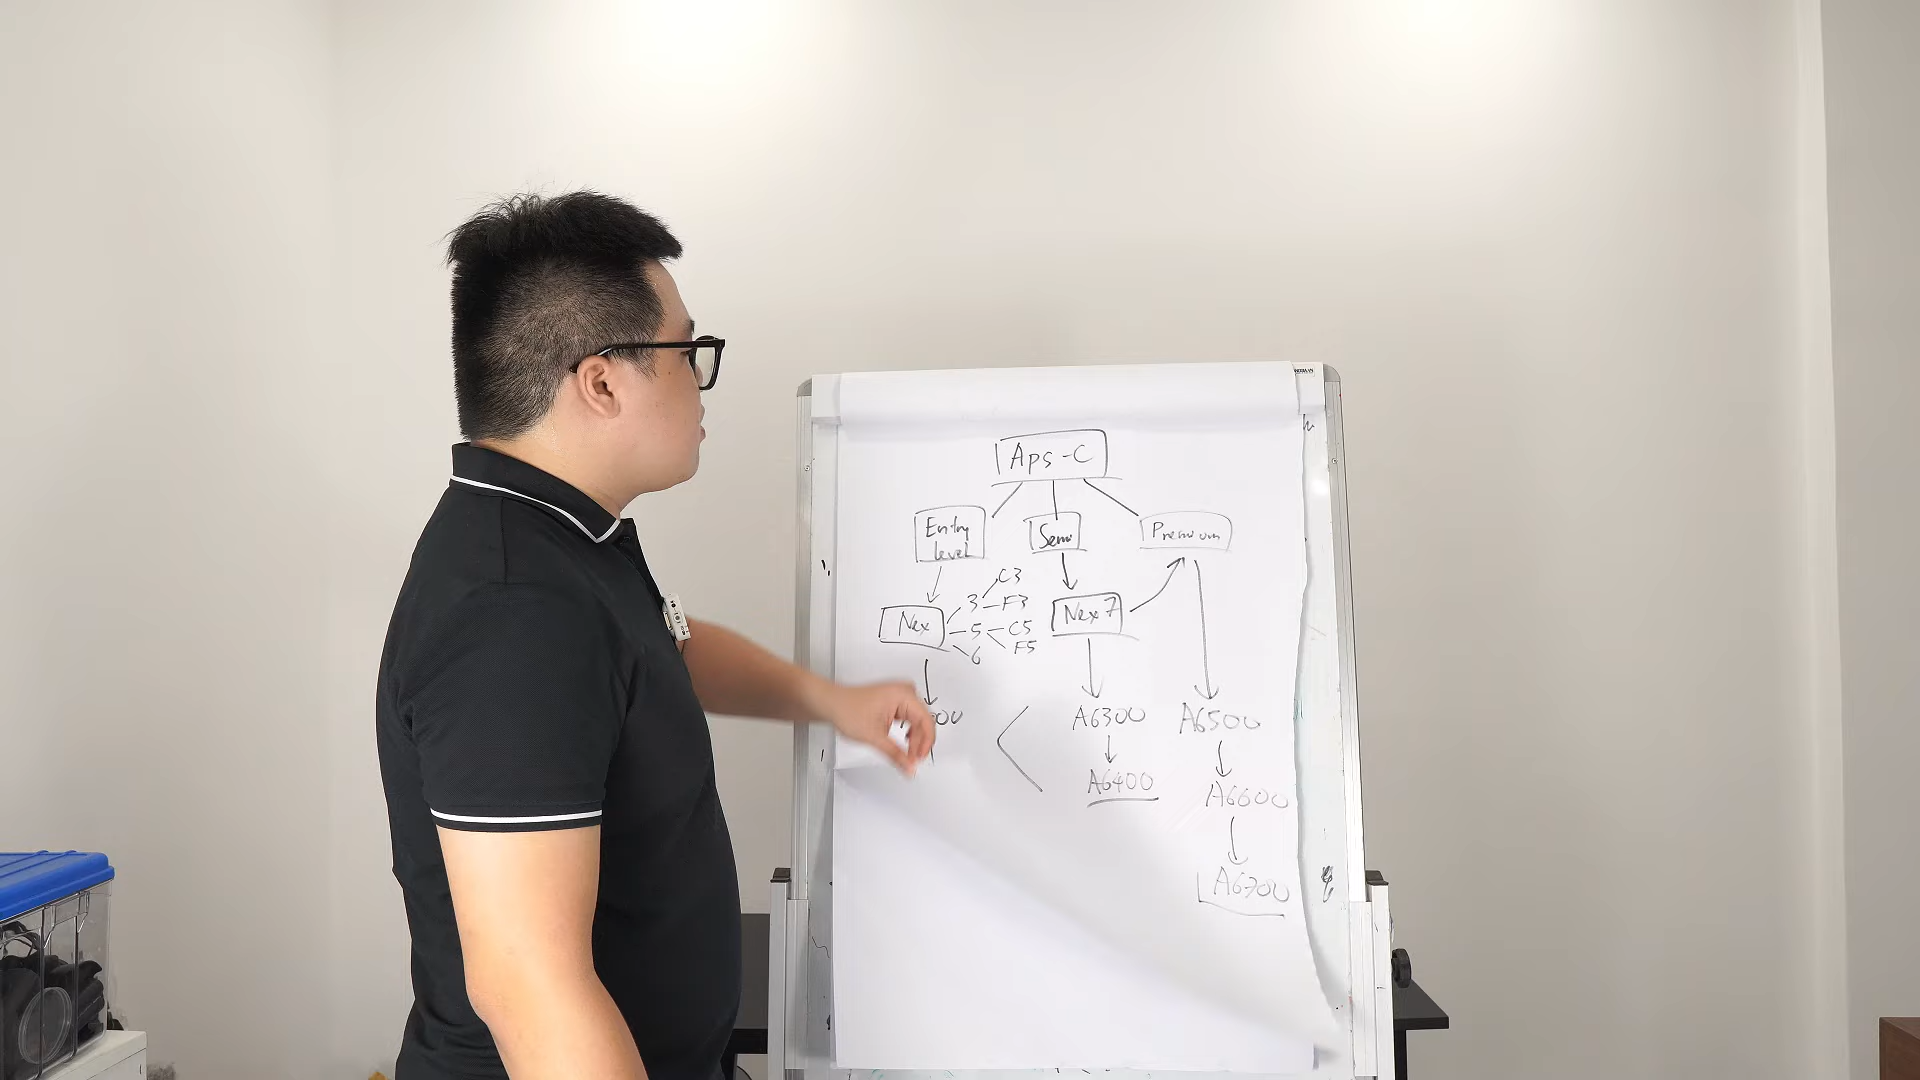 Aps-C
Entry
level
Semi
Premium
C3
3 F3
Nex
5 C5
F5
6
Nex 7
A6300
A6500
A6400
A6600
A6700